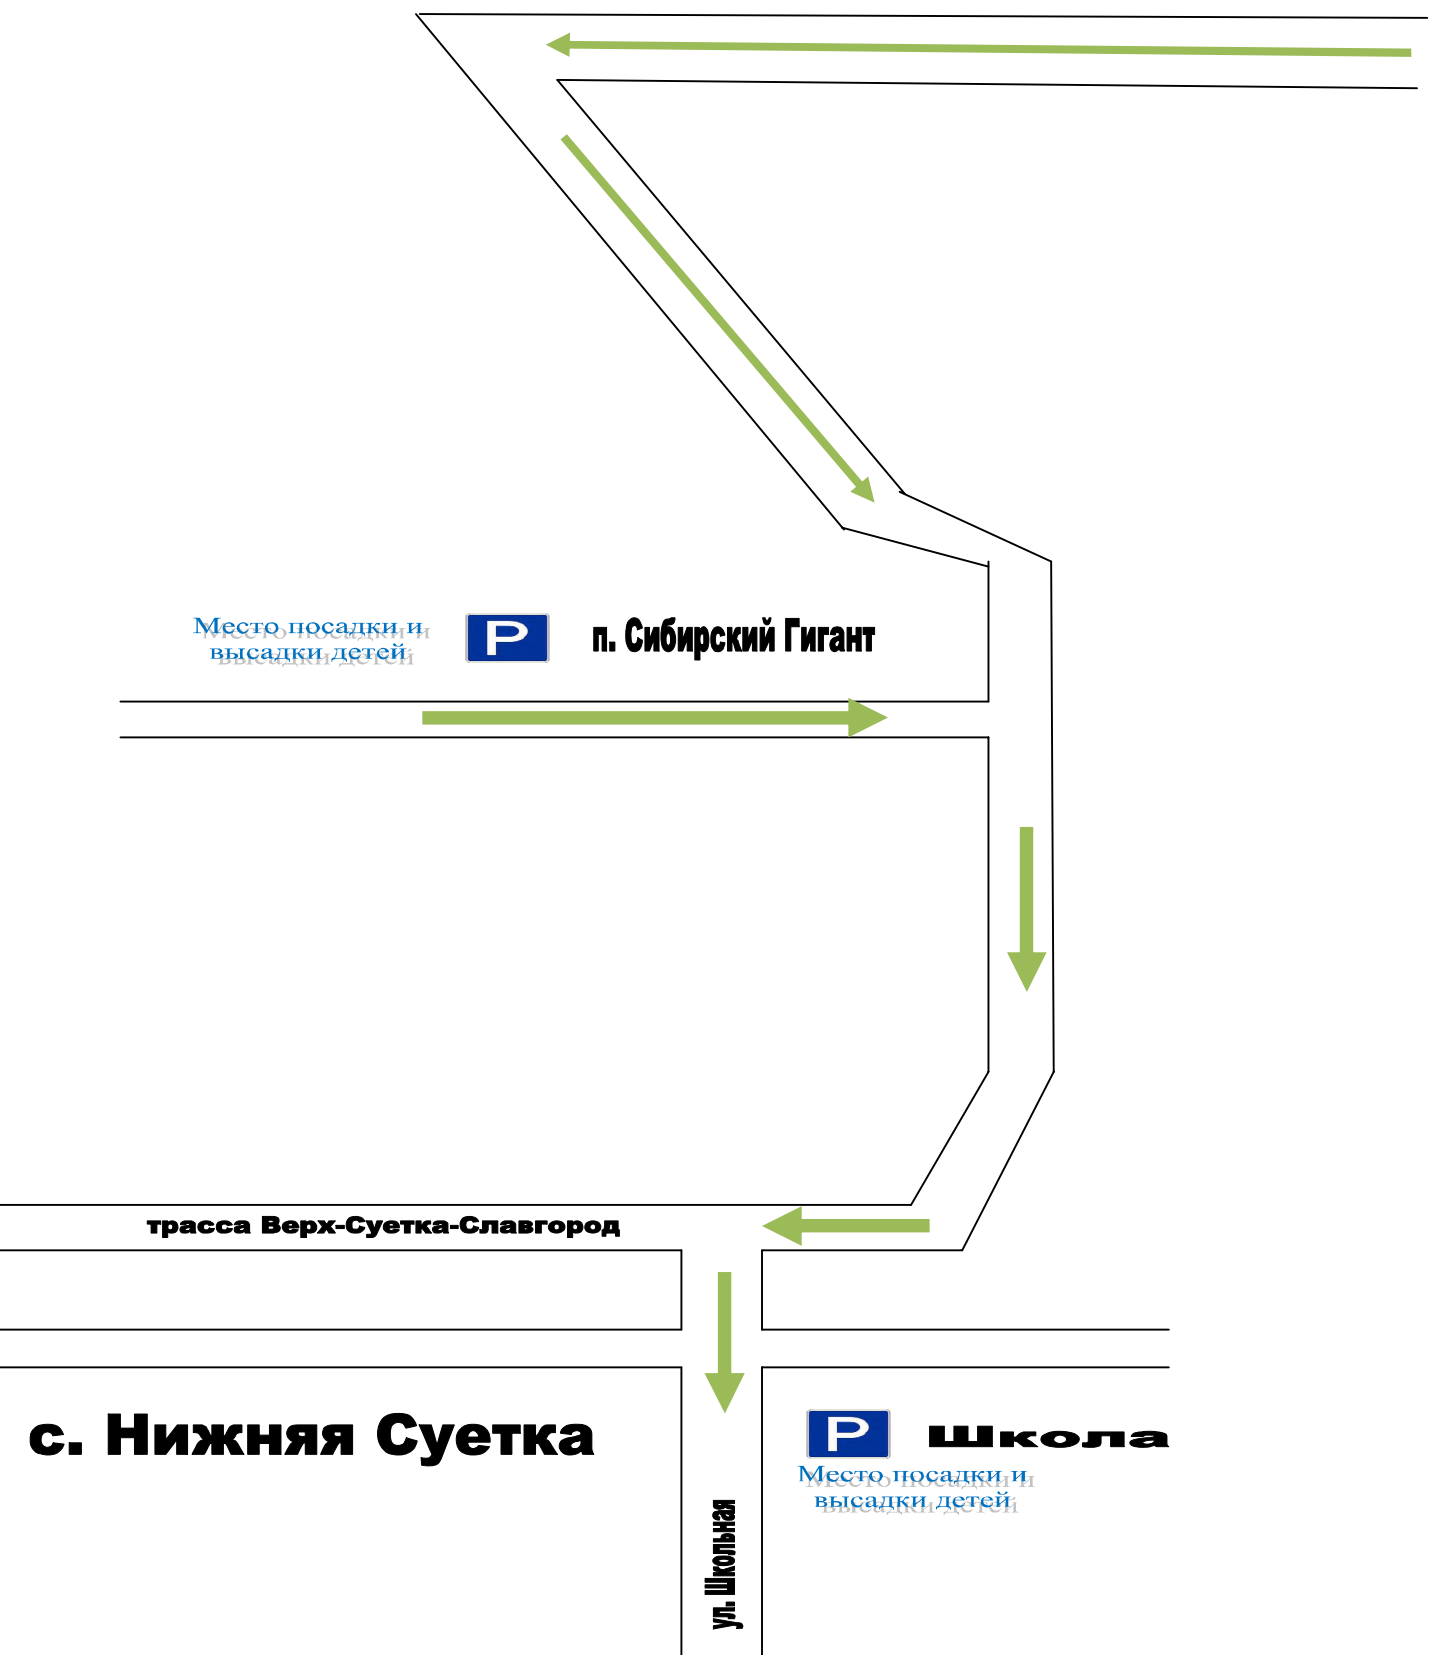 Место посадки и
высадки детей
P
п. Сибирский Гигант
трасса Верх-Суетка-Славгород
с. Нижняя Суетка
P
Школа
Место посадки и
высадки детей
ул. Школьная